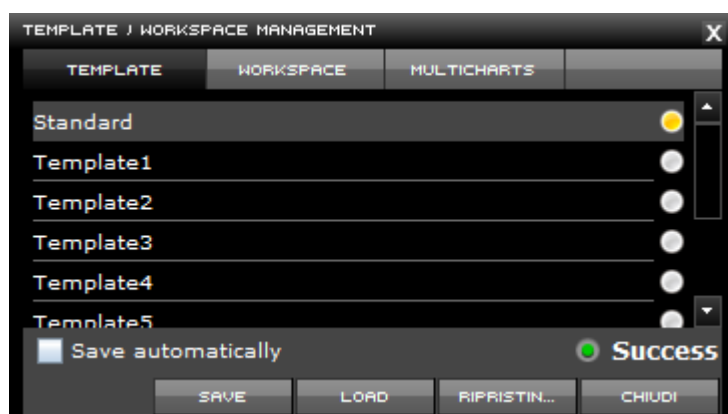 TEMPLATE / WORKSPACE MANAGEMENT X
TEMPLATE WORKSPACE MULTICHARTS
Standard
Template1
Template2
Template3
Template4
Template5
Save automatically Success
SAVE LOAD RIPRISTIN... CHIUDI